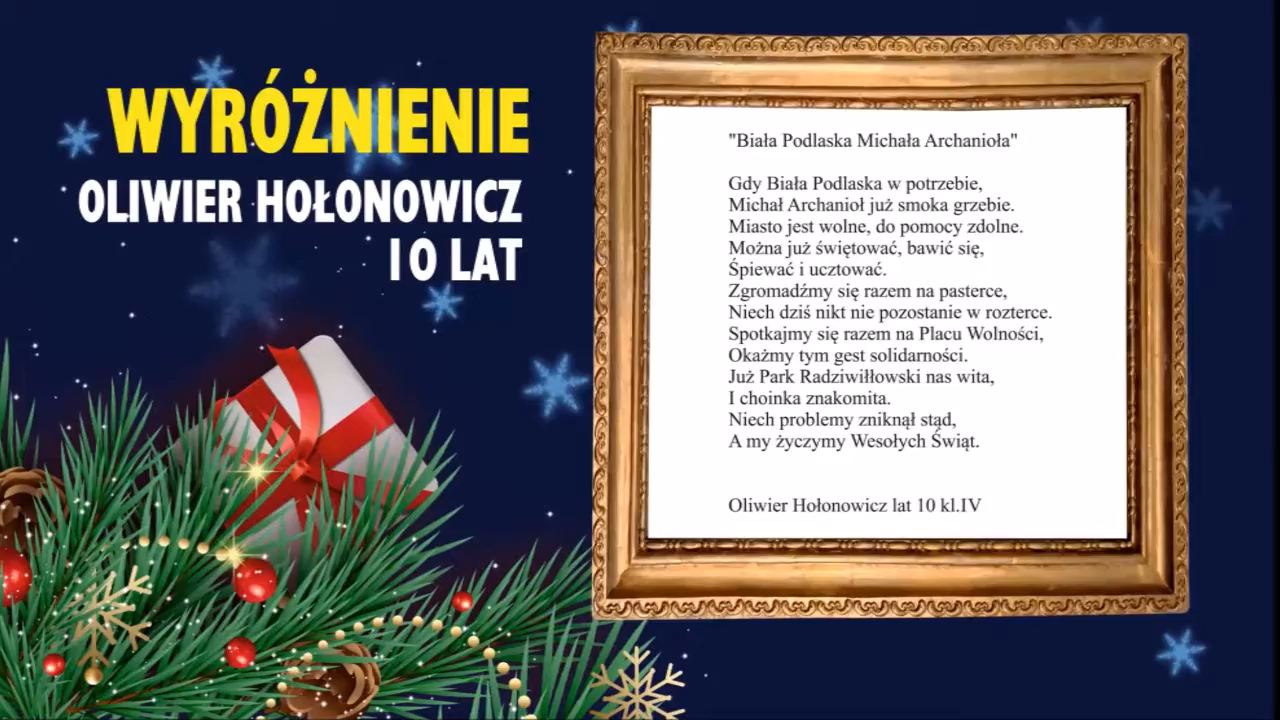 WYRÓŻNIENIE
OLIWIER HOŁONOWICZ
10 LAT
"Biała Podlaska Michała Archanioła"
Gdy Biała Podlaska w potrzebie,
Michał Archanioł już smoka grzebie.
Miasto jest wolne, do pomocy zdolne.
Można już świętować, bawić się,
Śpiewać i ucztować.
Zgromadźmy się razem na pasterce,
Niech dziś nikt nie pozostanie w rozterce.
Spotkajmy się razem na Placu Wolności,
Okażmy tym gest solidarności.
Już Park Radziwiłłowski nas wita,
I choinka znakomita.
Niech problemy zniknął stąd,
A my życzymy Wesołych Świąt.
Oliwier Hołonowicz lat 10 kl.IV